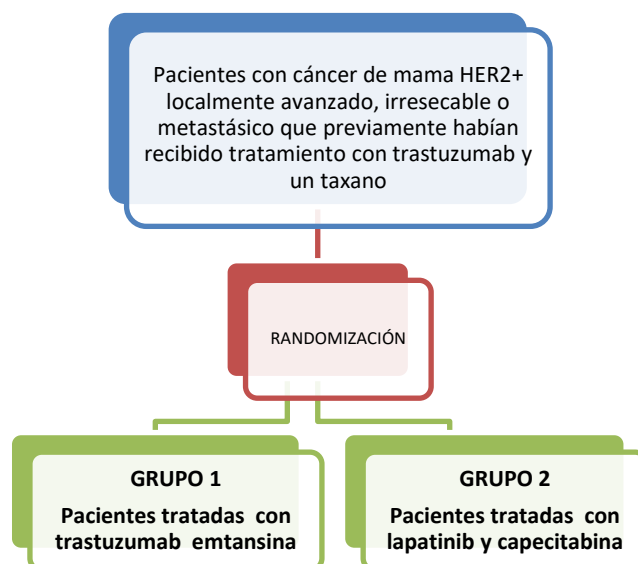 Pacientes con cáncer de mama HER2+
localmente avanzado, irresecable o
metastásico que previamente habían
recibido tratamiento con trastuzumab y
un taxano
RANDOMIZACIÓN
GRUPO 1
Pacientes tratadas con
trastuzumab emtansina
GRUPO 2
Pacientes tratadas con
lapatinib y capecitabina